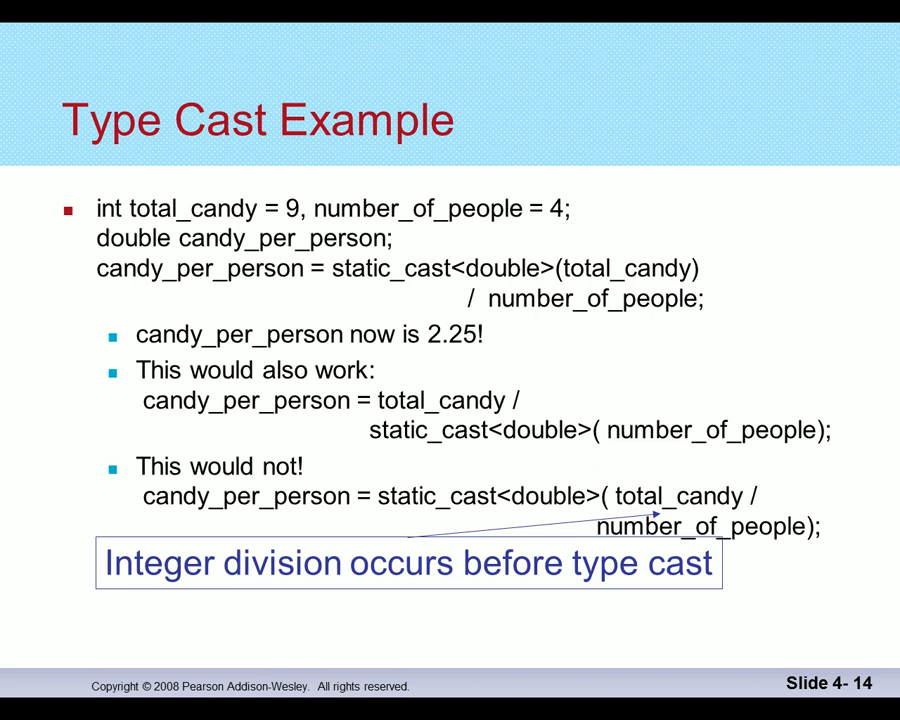 Type Cast Example
int total_candy = 9, number_of_people = 4;
double candy_per_person;
candy_per_person = static_cast<double>(total_candy)
/ number_of_people;
candy_per_person now is 2.25!
This would also work:
candy_per_person = total_candy /
static_cast<double>( number_of_people);
This would not!
candy_per_person = static_cast<double>( total_candy /
number_of_people);
Integer division occurs before type cast
Copyright © 2008 Pearson Addison-Wesley. All rights reserved.
Slide 4- 14